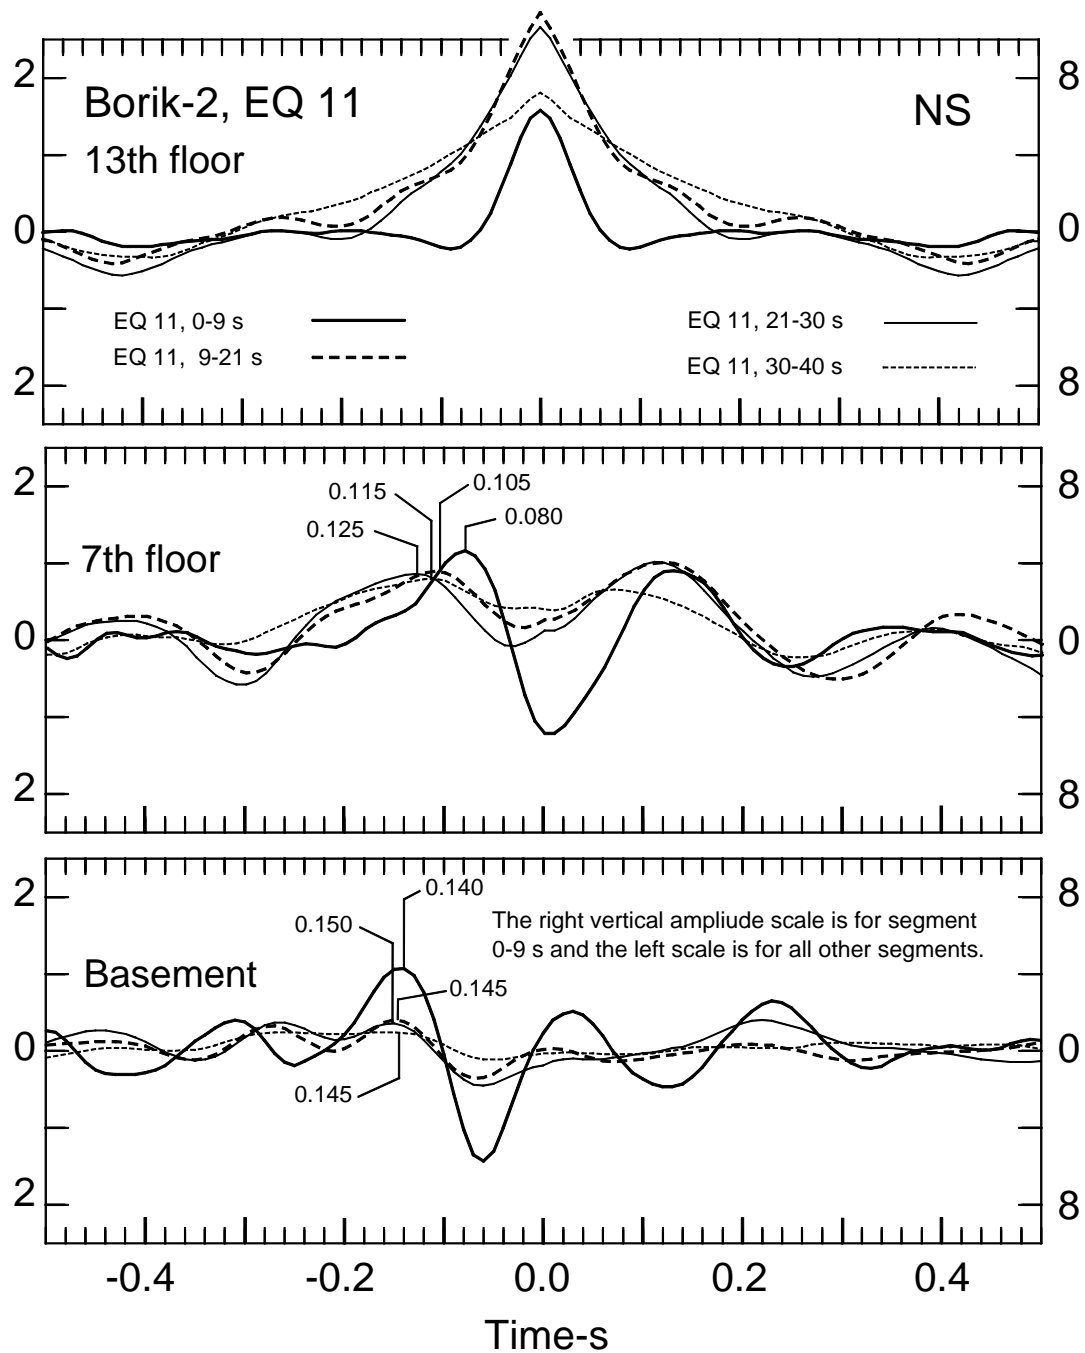 2
8
Borik-2, EQ 11
NS
13th floor
0
0
EQ 11, 0-9 s
EQ 11, 21-30 s
EQ 11, 9-21 s
EQ 11, 30-40 s
2
8
2
8
0.115
0.105
0.125
0.080
7th floor
0
0
2
8
2
8
0.140
0.150
The right vertical ampliude scale is for segment
0-9 s and the left scale is for all other segments.
Basement
0.145
0
0
0.145
2
8
-0.4
-0.2
0.0
0.2
0.4
Time-s